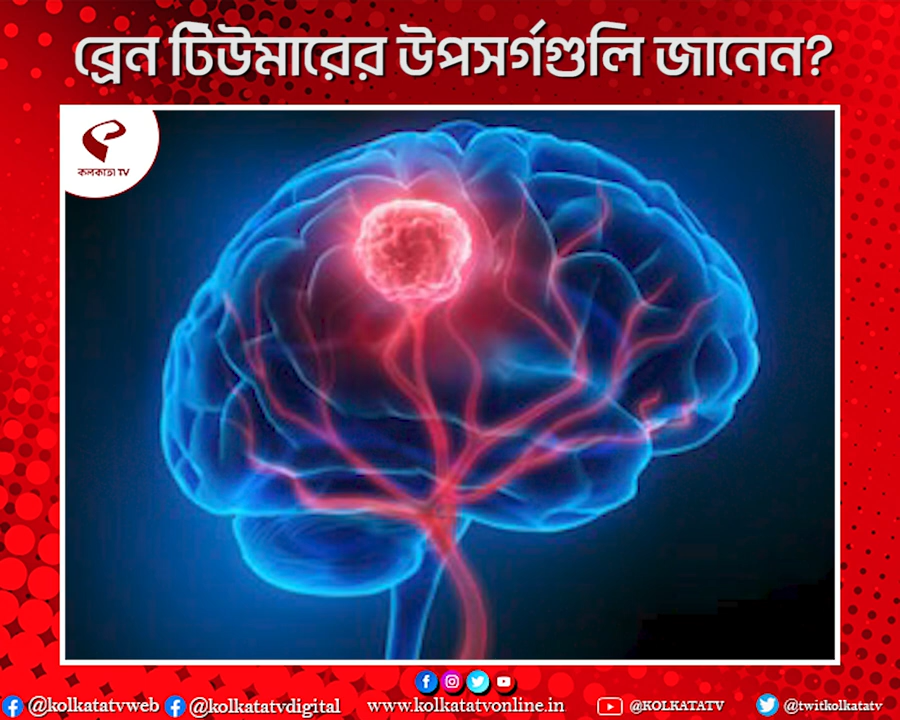 ব্রেন টিউমারের উপসর্গগুলি জানেন?
কলকাতা TV
@kolkatatvweb @kolkatatvdigital www.kolkatatvonline.in @KOLKATATV @twitkolkatatv